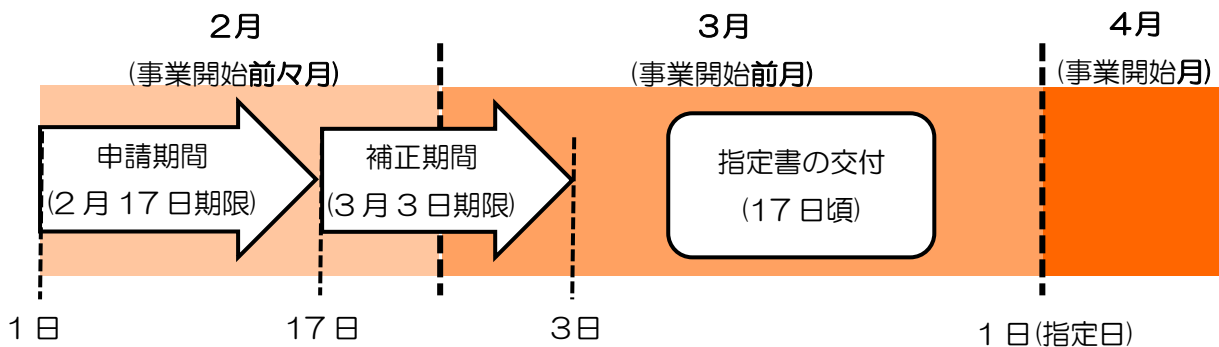 2月
(事業開始前々月)
3月
(事業開始前月)
4月
(事業開始月)
申請期間
(2月17日期限)
補正期間
(3月3日期限)
指定書の交付
(17日頃)
1日
17日
3日
1日(指定日)